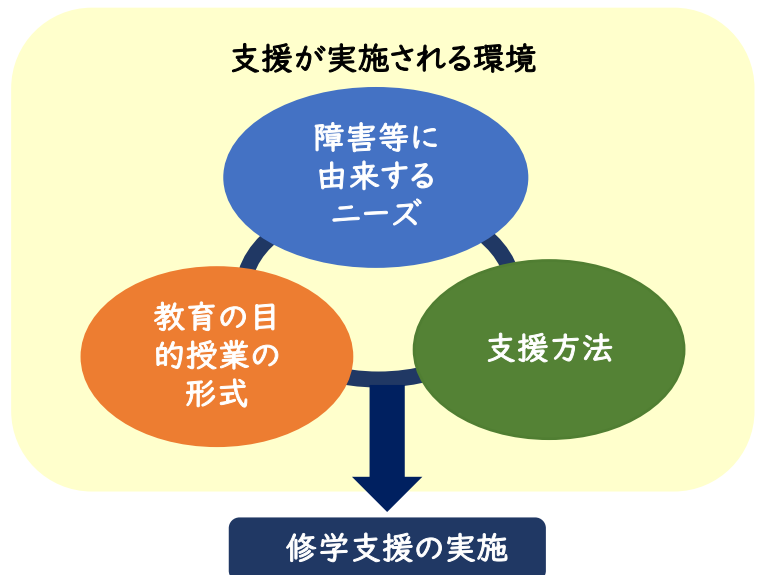 支援が実施される環境
障害等に
由来する
ニーズ
教育の目
的授業の
形式
支援方法
修学支援の実施